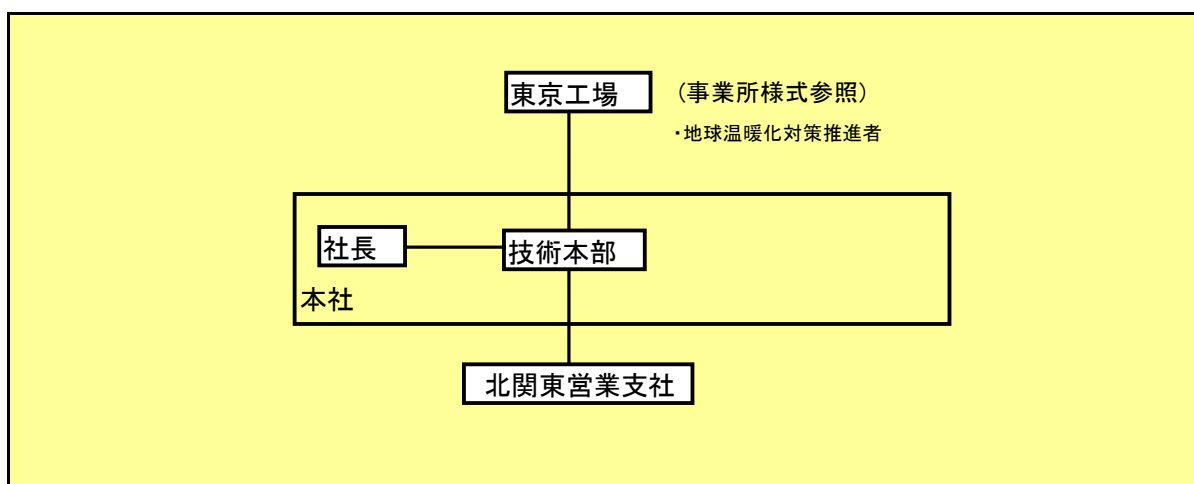 東京工場
(事業所様式参照)
・地球温暖化対策推進者
社長
技術本部
本社
北関東営業支社